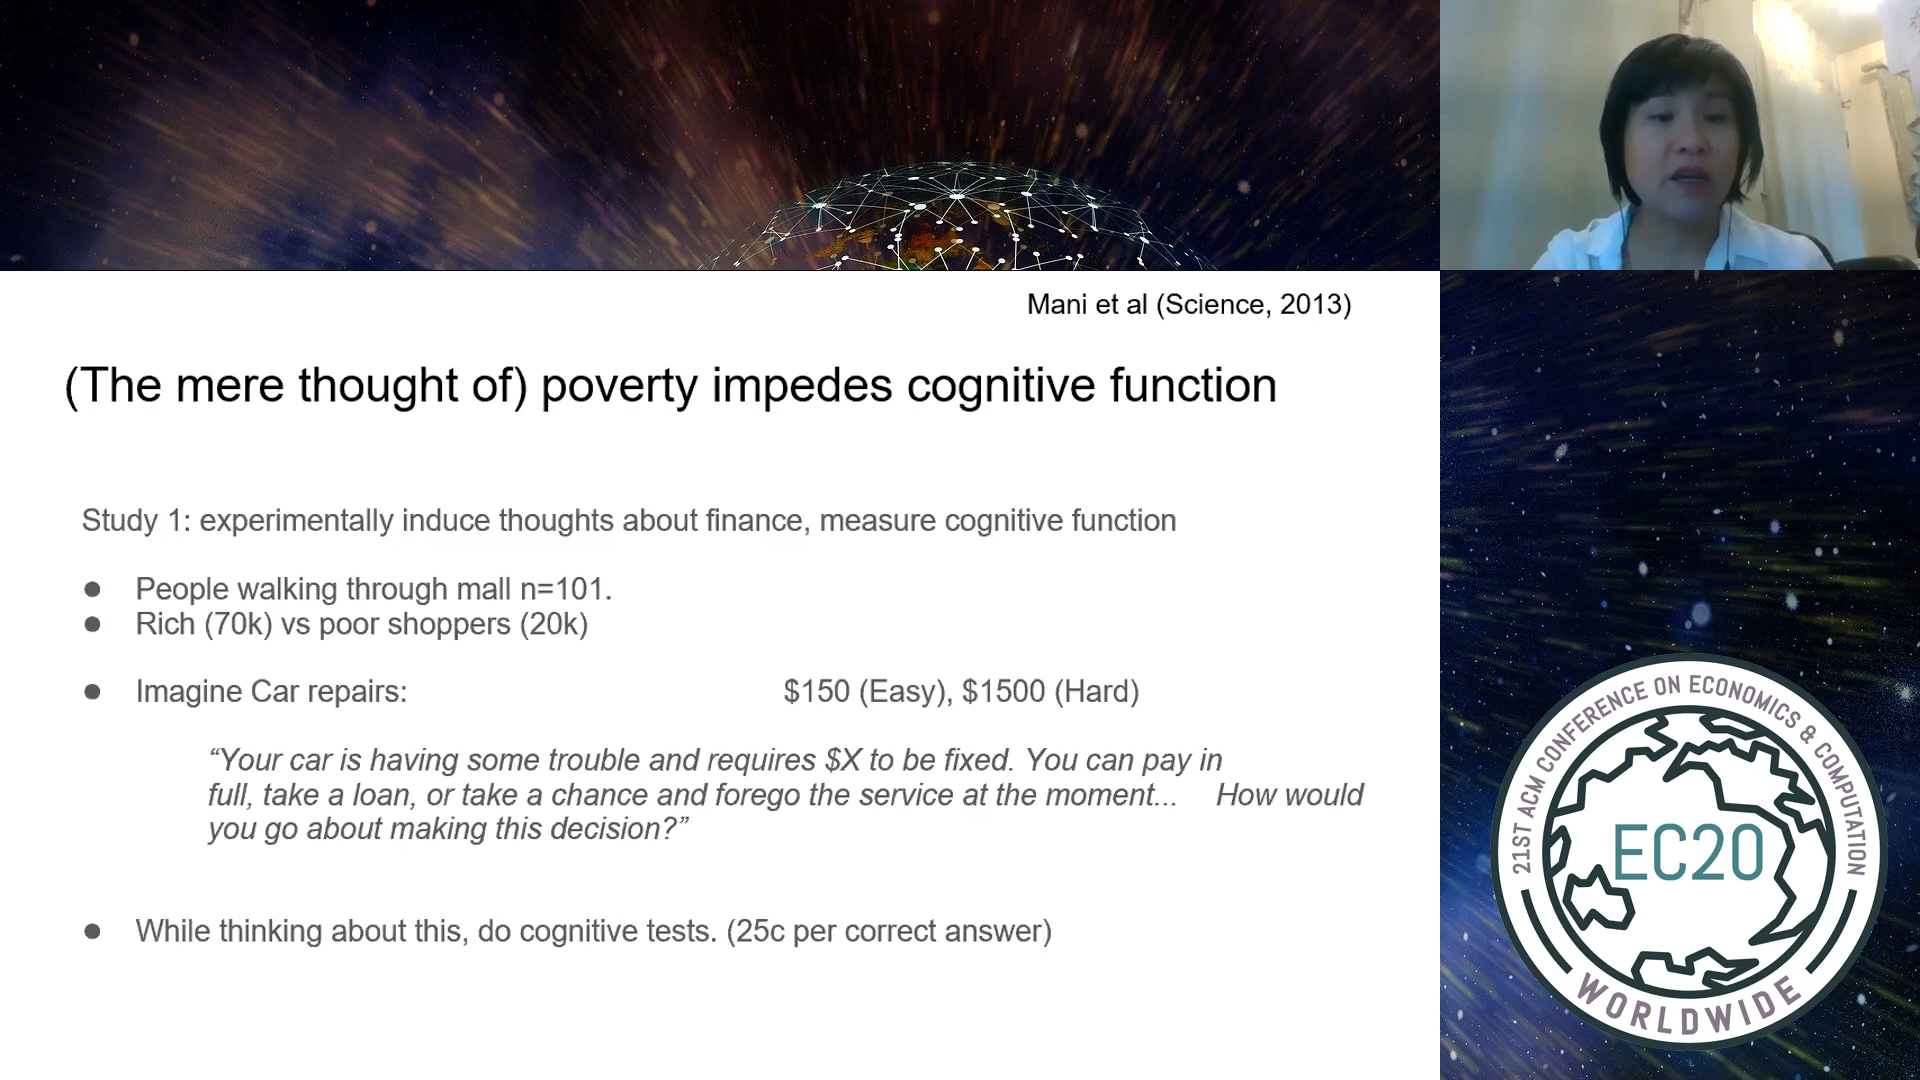 Mani et al (Science, 2013)
(The mere thought of) poverty impedes cognitive function
Study 1: experimentally induce thoughts about finance, measure cognitive function
● People walking through mall n=101.
● Rich (70k) vs poor shoppers (20k)
● Imagine Car repairs: $150 (Easy), $1500 (Hard)
“Your car is having some trouble and requires $X to be fixed. You can pay in
full, take a loan, or take a chance and forego the service at the moment... How would
you go about making this decision?”
● While thinking about this, do cognitive tests. (25c per correct answer)
21ST ACM CONFERENCE ON ECONOMICS & COMPUTATION
EC20
WORLDWIDE